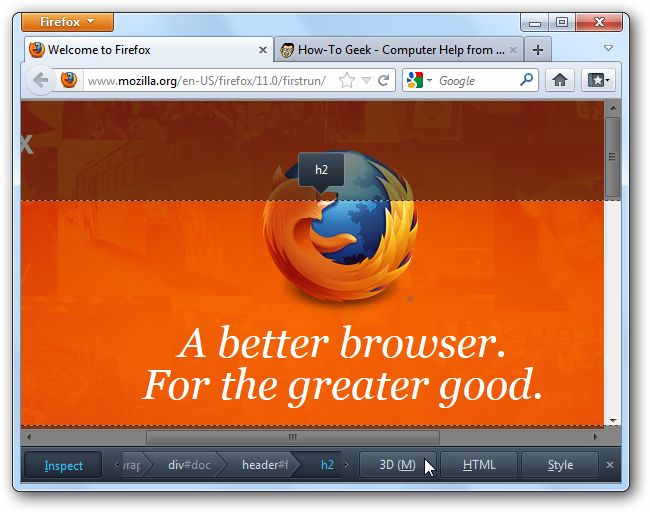 Firefox
Welcome to Firefox
How-To Geek - Computer Help from ...
www.mozilla.org/en-US/firefox/11.0/firstrun/
Google
x
h2
A better browser.
For the greater good.
Inspect
div#doc
header#f
h2
3D (M)
HTML
Style